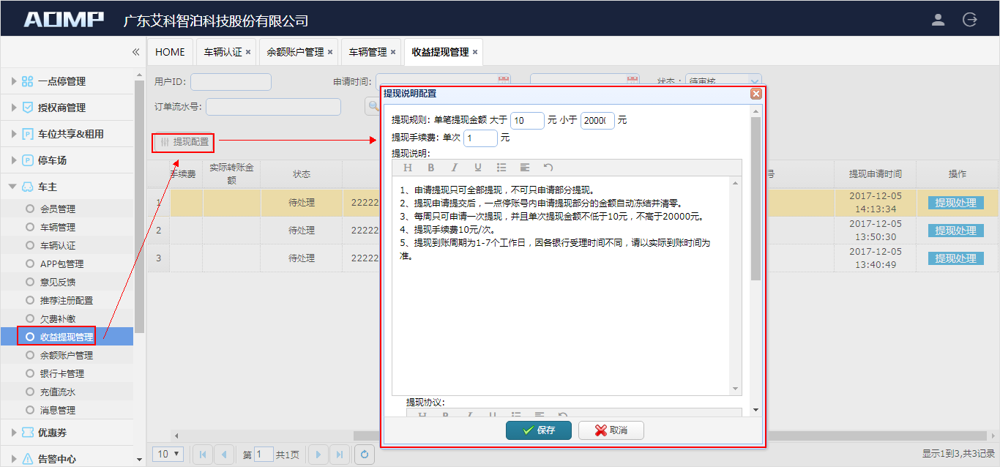 AOMP 广东艾科智泊科技股份有限公司
HOME 车辆认证 余额账户管理 车辆管理 收益提现管理
一点停管理
授权商管理
车位共享&租用
停车场
车主
会员管理
车辆管理
车辆认证
APP包管理
意见反馈
推荐注册配置
欠费补缴
收益提现管理
余额账户管理
银行卡管理
充值流水
消息管理
优惠券
告警中心
用户ID: 申请时间: 状态: 待审核
订单流水号:
提现配置
手续费 实际转账金额 状态 号 提现申请时间 操作
1 待处理 22222 2017-12-05 14:13:34 提现处理
2 待处理 22222 2017-12-05 13:50:30 提现处理
3 待处理 22222 2017-12-05 13:40:49 提现处理
提现说明配置
提现规则: 单笔提现金额 大于 10 元 小于 20000 元
提现手续费: 单次 1 元
提现说明:
H B I U
1、申请提现只可全部提现，不可只申请部分提现。
2、提现申请提交后，一点停账号内申请提现部分的金额自动冻结并清零。
3、每周只可申请一次提现，并且单次提现金额不低于10元，不高于20000元。
4、提现手续费10元/次。
5、提现到账周期为1-7个工作日，因各银行受理时间不同，请以实际到账时间为
准。
提现协议:
H B I U
保存 取消
10 第 1 共1页 显示1到3,共3记录